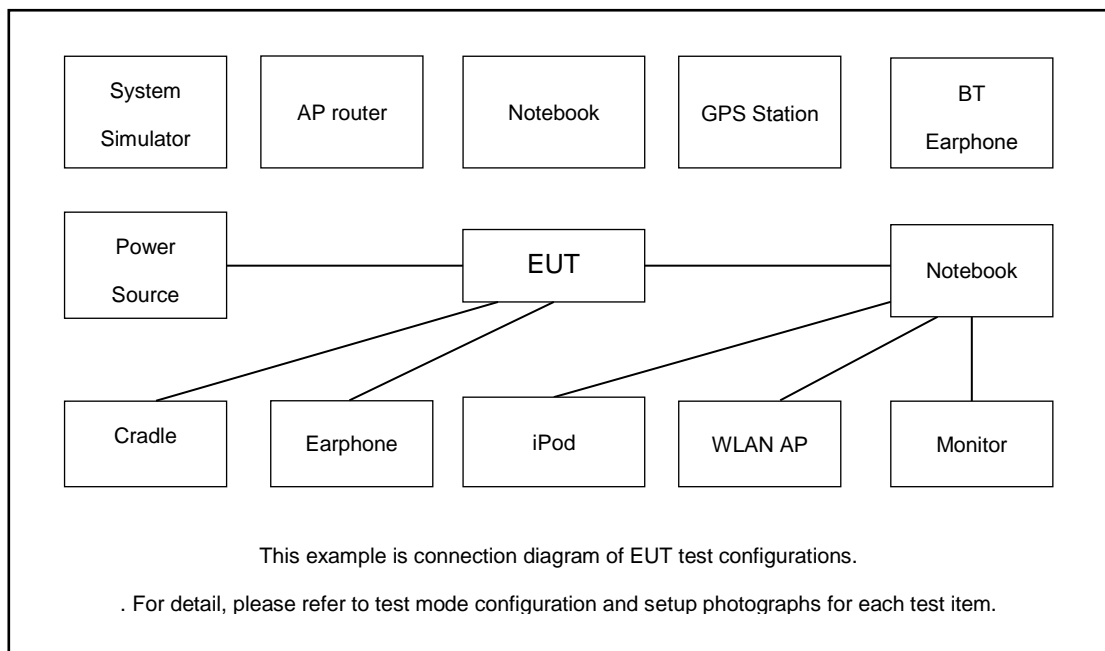 System
Simulator
AP router
Notebook
GPS Station
BT
Earphone
Power
Source
EUT
Notebook
Cradle
Earphone
iPod
WLAN AP
Monitor
This example is connection diagram of EUT test configurations.
. For detail, please refer to test mode configuration and setup photographs for each test item.